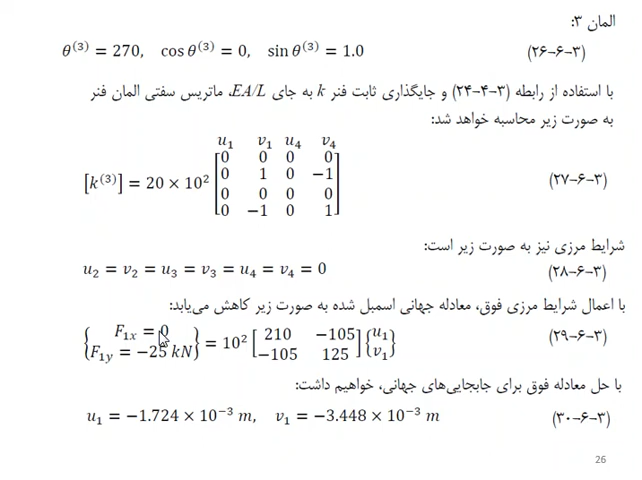 المان ۳:
θ⁽³⁾ = 270, cos θ⁽³⁾ = 0, sin θ⁽³⁾ = 1.0 (۳-۶-۲۶)
با استفاده از رابطه (۳-۴-۲۴) و جایگذاری ثابت فنر k به جای EA/L، ماتریس سفتی المان فنر
به صورت زیر محاسبه خواهد شد:
u₁ v₁ u₄ v₄
[k⁽³⁾] = 20 × 10² [0 0 0 0
0 1 0 −1
0 0 0 0
0 −1 0 1] (۳-۶-۲۷)
شرایط مرزی نیز به صورت زیر است:
u₂ = v₂ = u₃ = v₃ = u₄ = v₄ = 0 (۳-۶-۲۸)
با اعمال شرایط مرزی فوق، معادله جهانی اسمبل شده به صورت زیر کاهش می‌یابد:
{F₁ₓ = 0
F₁y = −25 kN} = 10² [210 −105
−105 125] {u₁
v₁} (۳-۶-۲۹)
با حل معادله فوق برای جابجایی‌های جهانی، خواهیم داشت:
u₁ = −1.724 × 10⁻³ m, v₁ = −3.448 × 10⁻³ m (۳-۶-۳۰)
26